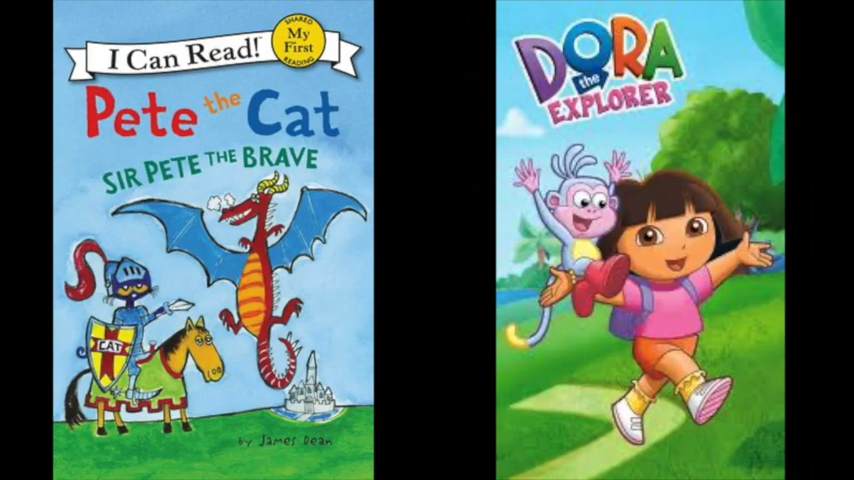 I Can Read!™
SHARED
My
First
READING
Pete the Cat
SIR PETE THE BRAVE
CAT
by James Dean
DORA
the
EXPLORER